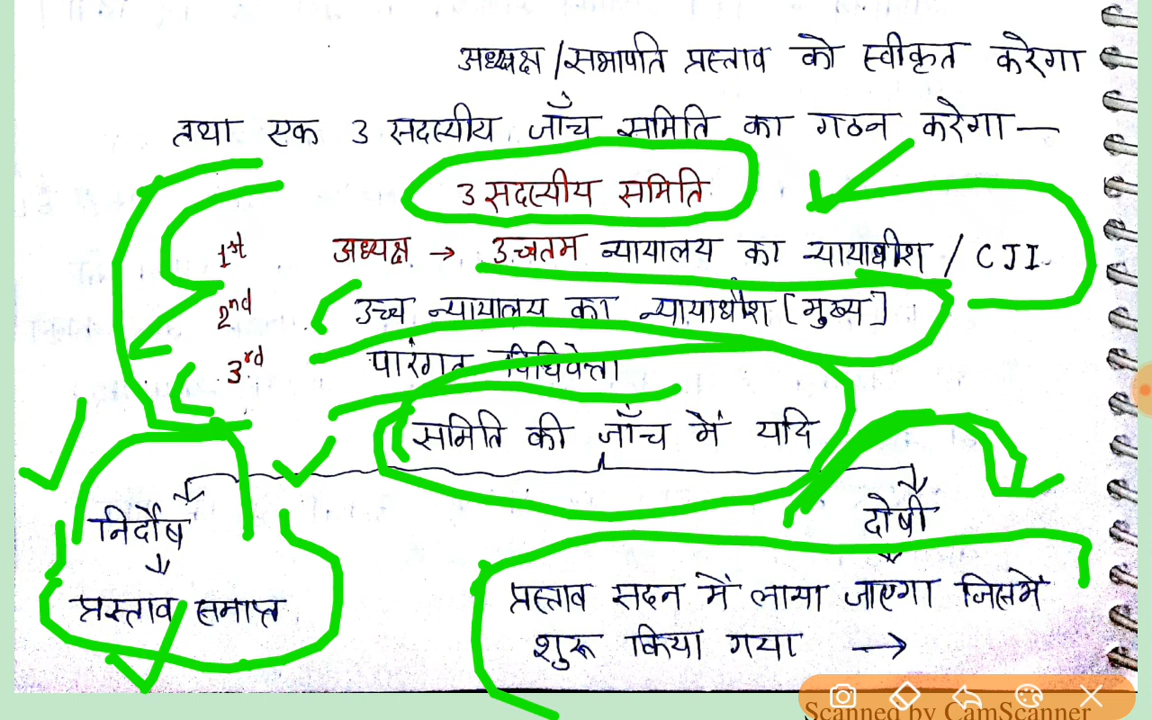 अध्यक्ष/सभापति प्रस्ताव को स्वीकृत करेगा
तथा एक 3 सदस्यीय जाँच समिति का गठन करेगा —
3 सदस्यीय समिति
1st अध्यक्ष → उच्चतम न्यायालय का न्यायाधीश / CJI
2nd उच्च न्यायालय का न्यायाधीश [मुख्य]
3rd पारंगत विधिवेत्ता
समिति की जाँच में यदि
निर्दोष दोषी
प्रस्ताव समाप्त प्रस्ताव सदन में लाया जाएगा जिसमें
शुरू किया गया →
Scanned by CamScanner